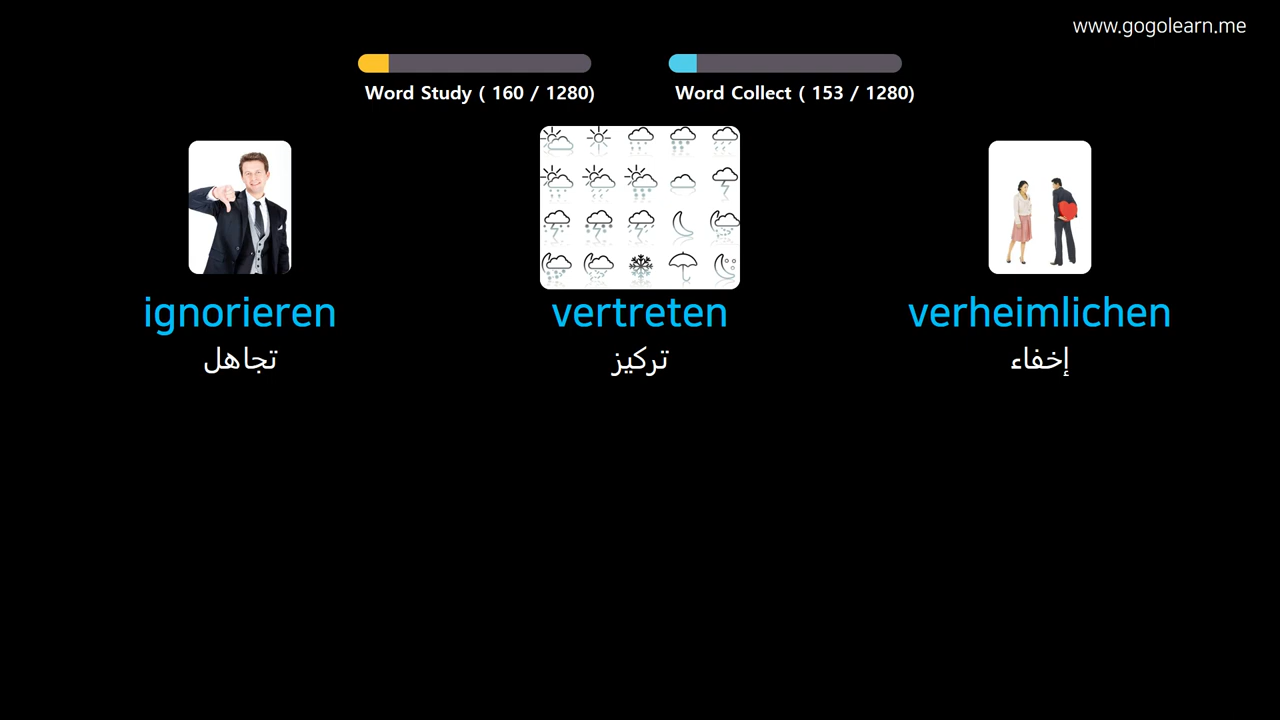 www.gogolearn.me
Word Study ( 160 / 1280)
Word Collect ( 153 / 1280)
ignorieren
تجاهل
vertreten
تركيز
verheimlichen
إخفاء